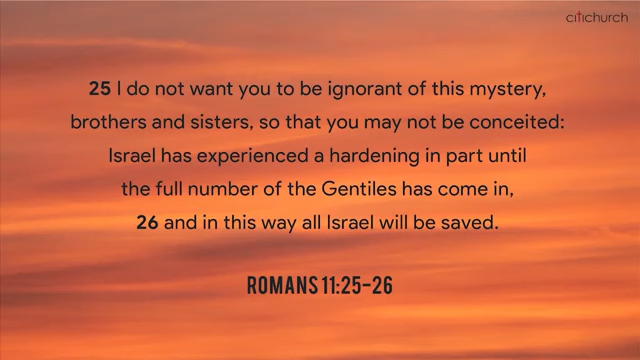 citichurch
25 I do not want you to be ignorant of this mystery,
brothers and sisters, so that you may not be conceited:
Israel has experienced a hardening in part until
the full number of the Gentiles has come in,
26 and in this way all Israel will be saved.
ROMANS 11:25–26